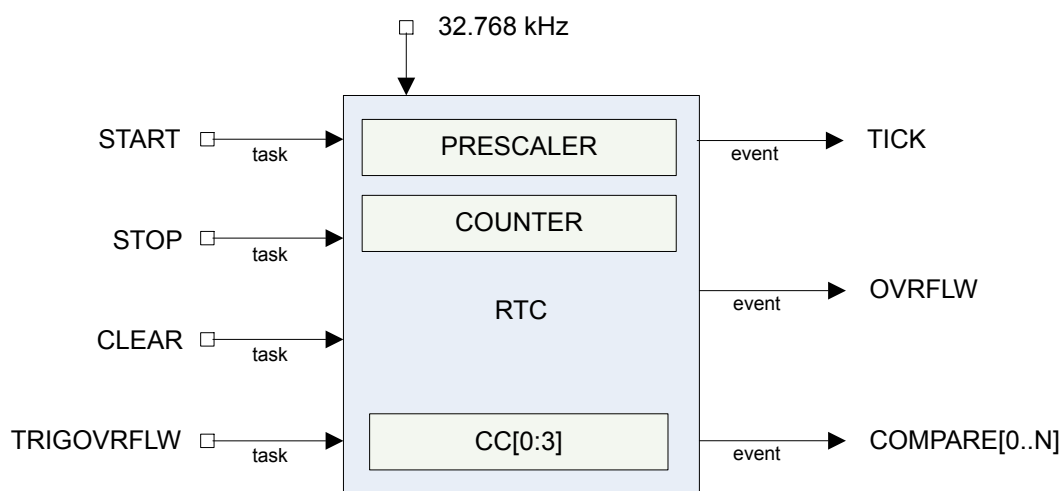 32.768 kHz
START
task
PRESCALER
event
TICK
COUNTER
STOP
task
RTC
event
OVRFLW
CLEAR
task
TRIGOVRFLW
task
CC[0:3]
event
COMPARE[0..N]